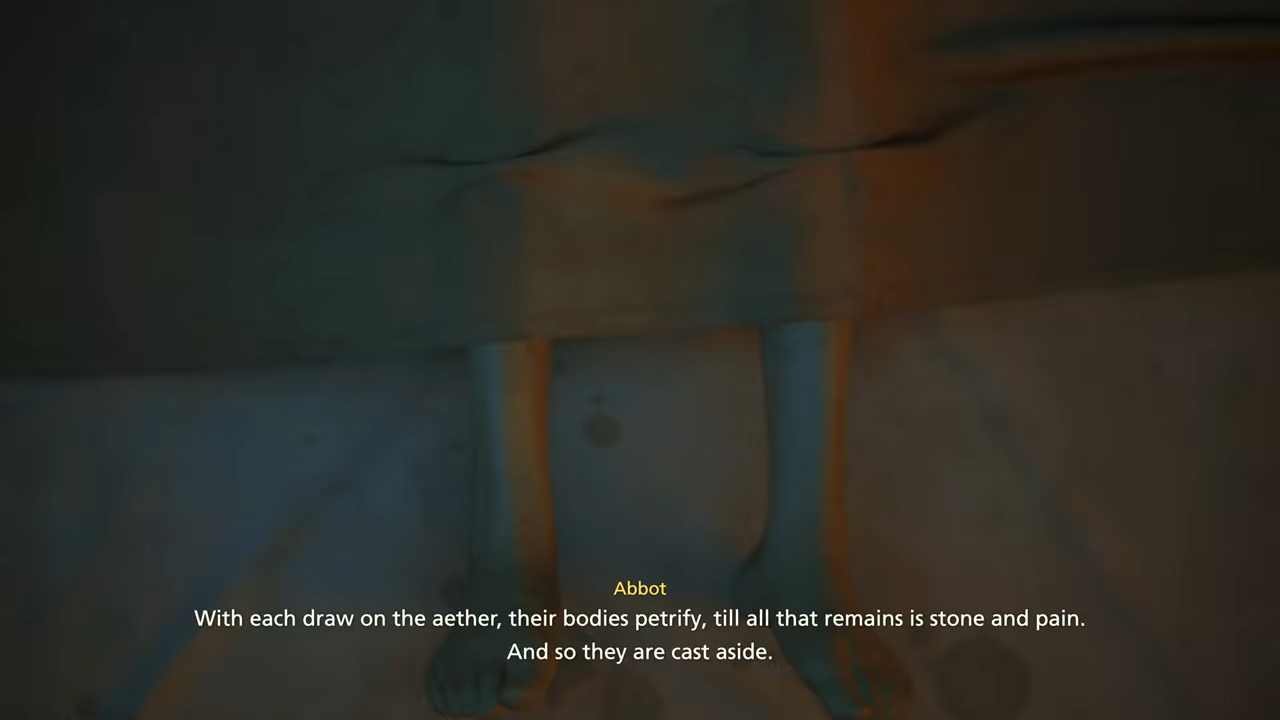 Abbot
With each draw on the aether, their bodies petrify, till all that remains is stone and pain.
And so they are cast aside.